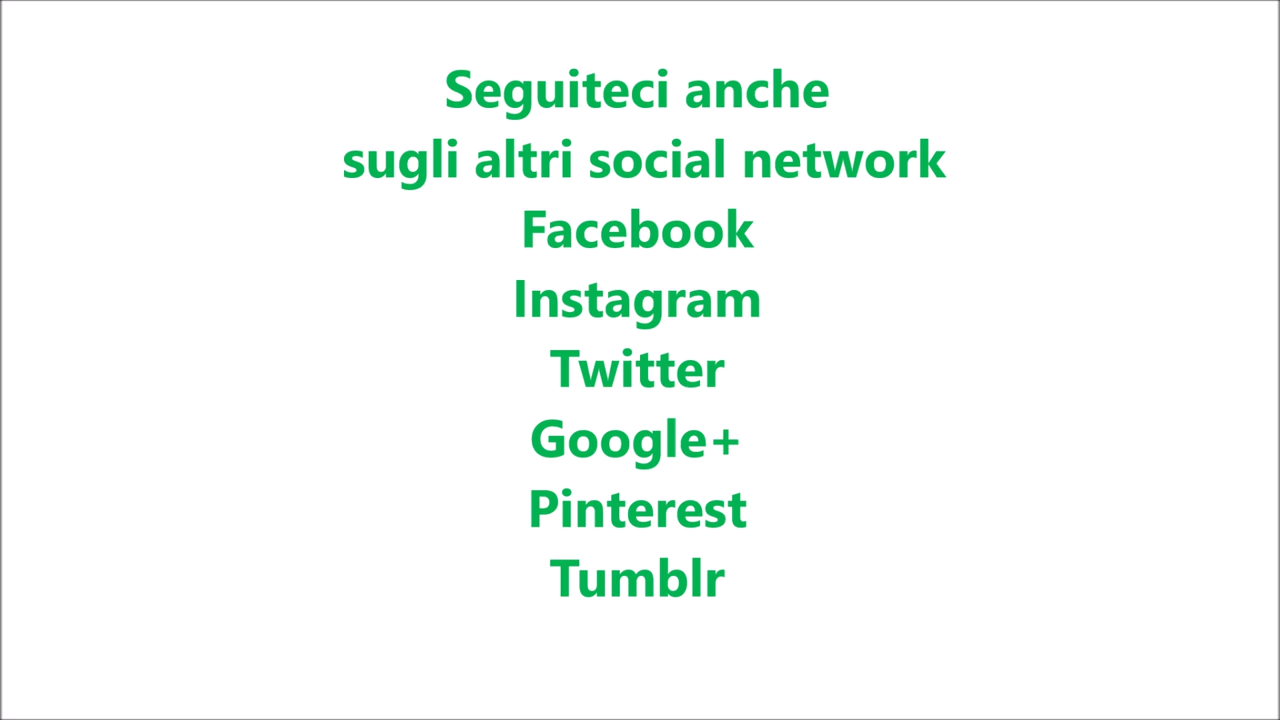 Seguiteci anche
sugli altri social network
Facebook
Instagram
Twitter
Google+
Pinterest
Tumblr